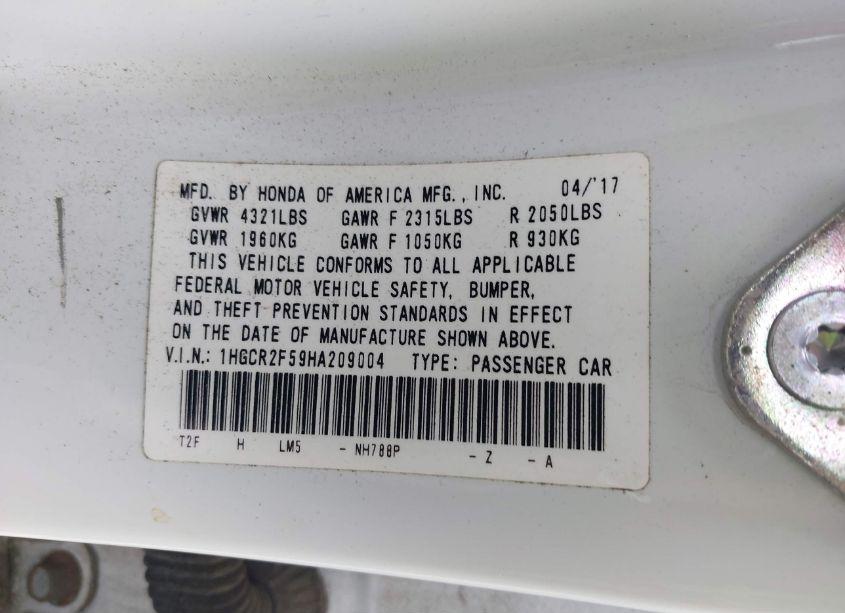 MFD. BY HONDA OF AMERICA MFG., INC. 04/'17
GVWR 4321LBS GAWR F 2315LBS R 2050LBS
GVWR 1960KG GAWR F 1050KG R 930KG
THIS VEHICLE CONFORMS TO ALL APPLICABLE
FEDERAL MOTOR VEHICLE SAFETY, BUMPER,
AND THEFT PREVENTION STANDARDS IN EFFECT
ON THE DATE OF MANUFACTURE SHOWN ABOVE.
V.I.N.: 1HGCR2F59HA209004 TYPE: PASSENGER CAR
T2F H LM5 - NH788P - Z - A